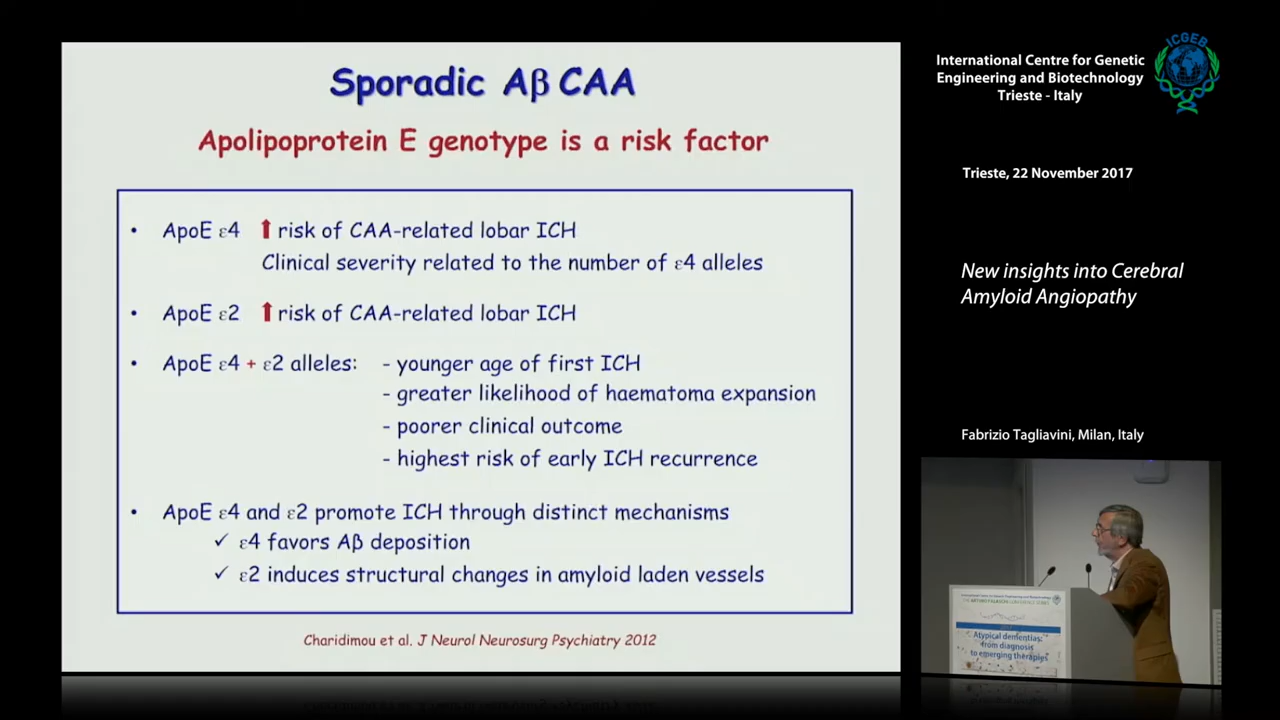 Sporadic Aβ CAA
Apolipoprotein E genotype is a risk factor
• ApoE ε4 ⬆ risk of CAA-related lobar ICH
Clinical severity related to the number of ε4 alleles
• ApoE ε2 ⬆ risk of CAA-related lobar ICH
• ApoE ε4 + ε2 alleles: - younger age of first ICH
- greater likelihood of haematoma expansion
- poorer clinical outcome
- highest risk of early ICH recurrence
• ApoE ε4 and ε2 promote ICH through distinct mechanisms
✓ ε4 favors Aβ deposition
✓ ε2 induces structural changes in amyloid laden vessels
Charidimou et al. J Neurol Neurosurg Psychiatry 2012
International Centre for Genetic
Engineering and Biotechnology
Trieste - Italy
ICGEB
Trieste, 22 November 2017
New insights into Cerebral
Amyloid Angiopathy
Fabrizio Tagliavini, Milan, Italy
Atypical dementias:
from diagnosis
to emerging therapies